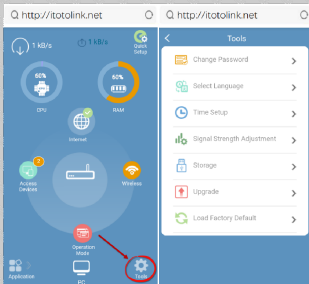 http://itotolink.net
1 kB/s
1 kB/s
Quick
Setup
60%
CPU
60%
RAM
Internet
3
Access
Devices
Wireless
Operation
Mode
Application
PC
Tools
http://itotolink.net
Tools
Change Password
Select Language
Time Setup
Signal Strength Adjustment
Storage
Upgrade
Load Factory Default